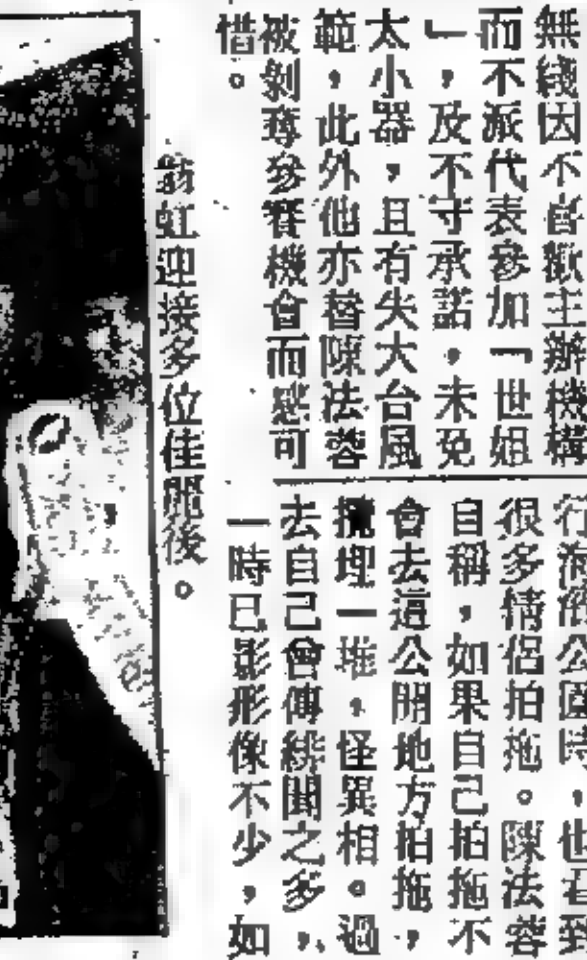 無綫因不喜歡主辦機構
而不派代表參加「世姐
」，及不守承諾，未免
太小器，且有失大台風
範，此外他亦替陳法蓉
被剝奪參賽機會而感可
惜。
翁虹迎接多位佳麗後。
行海濱公園時，也看到
很多情侶拍拖。陳法蓉
自稱，如果自己拍拖不
會去這公開地方拍拖，
攬埋一堆，怪異相。過
去自己會傳緋聞之多，
一時已影形像不少，如